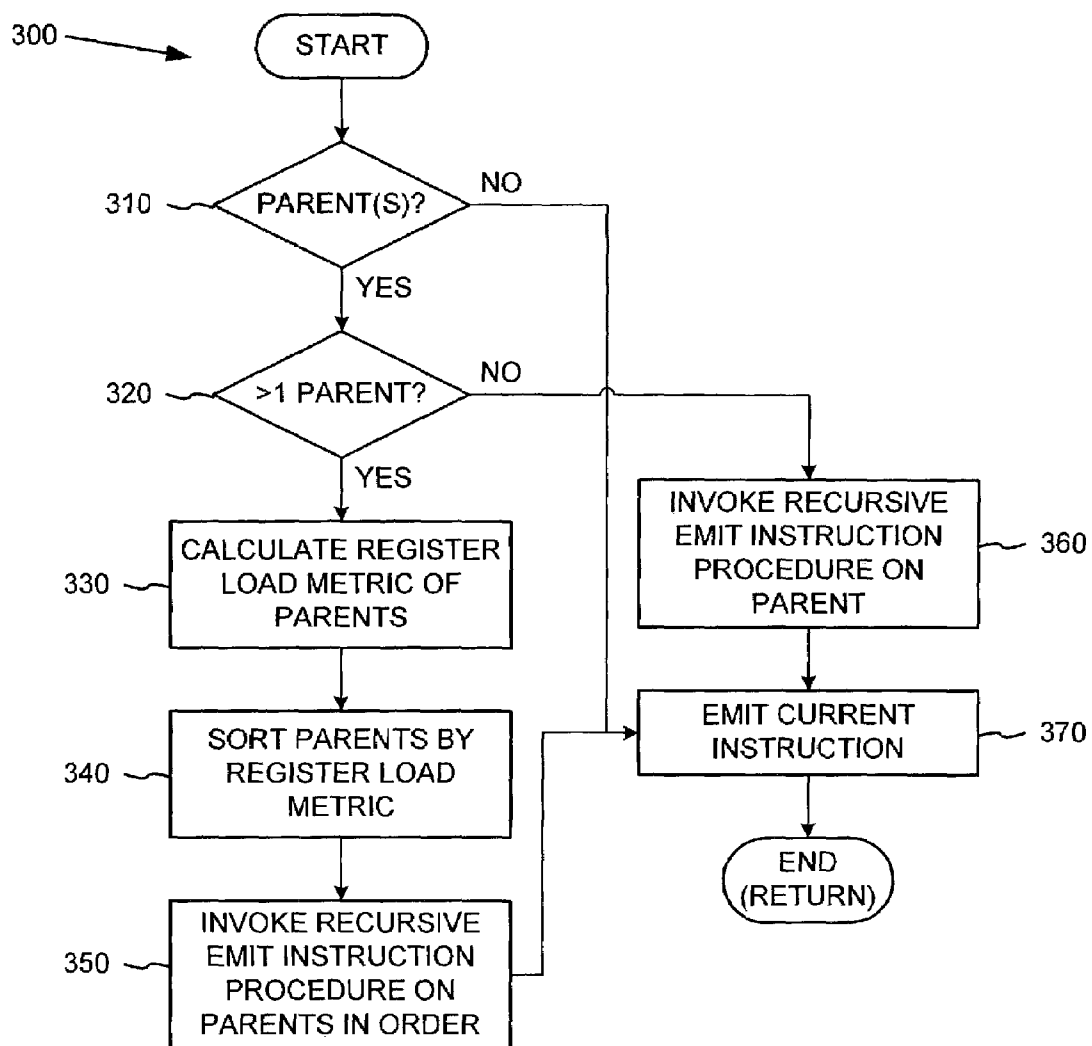 300
START
310
PARENT(S)?
NO
YES
320
>1 PARENT?
NO
YES
330
CALCULATE REGISTER
LOAD METRIC OF
PARENTS
INVOKE RECURSIVE
EMIT INSTRUCTION
PROCEDURE ON
PARENT
360
340
SORT PARENTS BY
REGISTER LOAD
METRIC
EMIT CURRENT
INSTRUCTION
370
350
INVOKE RECURSIVE
EMIT INSTRUCTION
PROCEDURE ON
PARENTS IN ORDER
END
(RETURN)